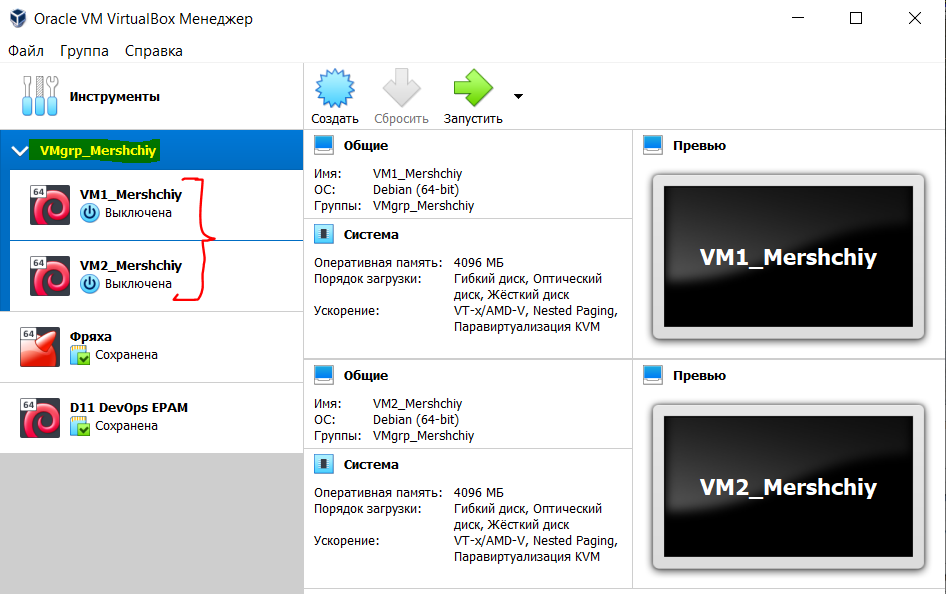 Oracle VM VirtualBox Менеджер
Файл Группа Справка
Инструменты
Создать Сбросить Запустить
VMgrp_Mershchiy
64
VM1_Mershchiy
Выключена
64
VM2_Mershchiy
Выключена
64
Фряха
Сохранена
64
D11 DevOps EPAM
Сохранена
Общие
Имя: VM1_Mershchiy
ОС: Debian (64-bit)
Группы: VMgrp_Mershchiy
Система
Оперативная память: 4096 МБ
Порядок загрузки: Гибкий диск, Оптический
диск, Жёсткий диск
Ускорение: VT-x/AMD-V, Nested Paging,
Паравиртуализация KVM
Превью
VM1_Mershchiy
Общие
Имя: VM2_Mershchiy
ОС: Debian (64-bit)
Группы: VMgrp_Mershchiy
Система
Оперативная память: 4096 МБ
Порядок загрузки: Гибкий диск, Оптический
диск, Жёсткий диск
Ускорение: VT-x/AMD-V, Nested Paging,
Паравиртуализация KVM
Превью
VM2_Mershchiy